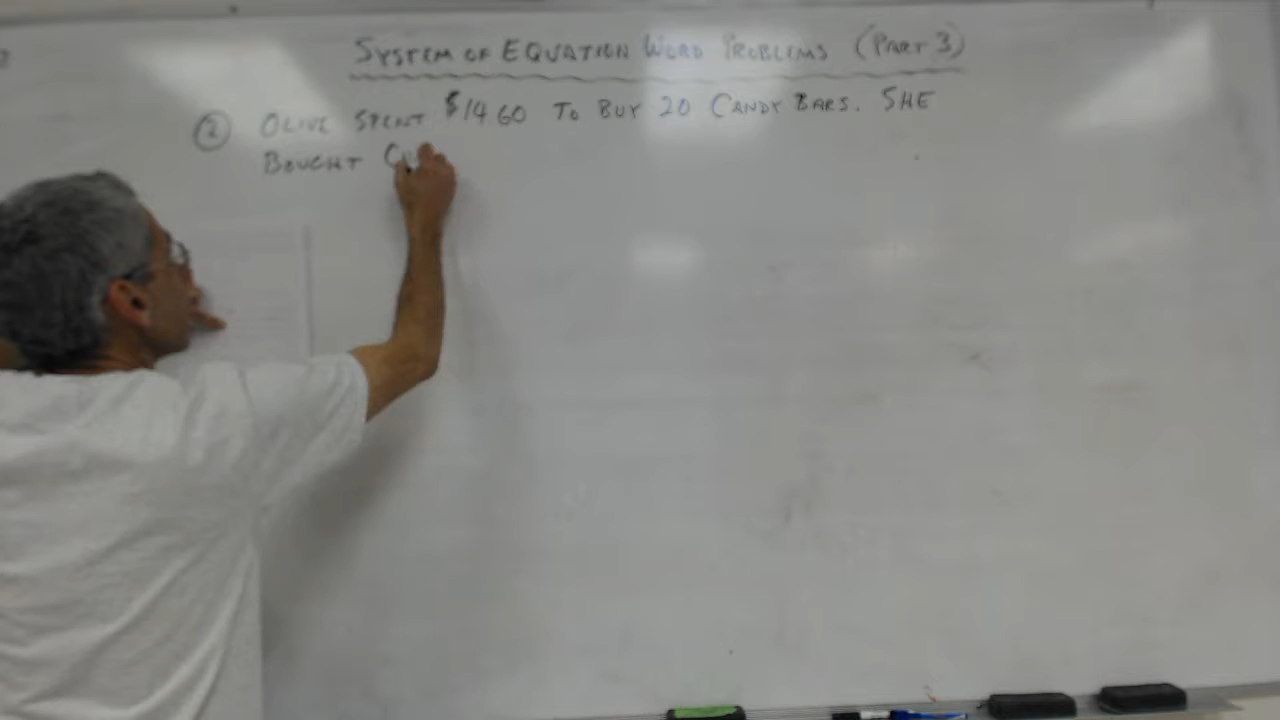 SYSTEM OF EQUATION WORD PROBLEMS (PART 3)
② OLIVE SPENT $14 60 TO BUY 20 CANDY BARS. SHE
BOUGHT